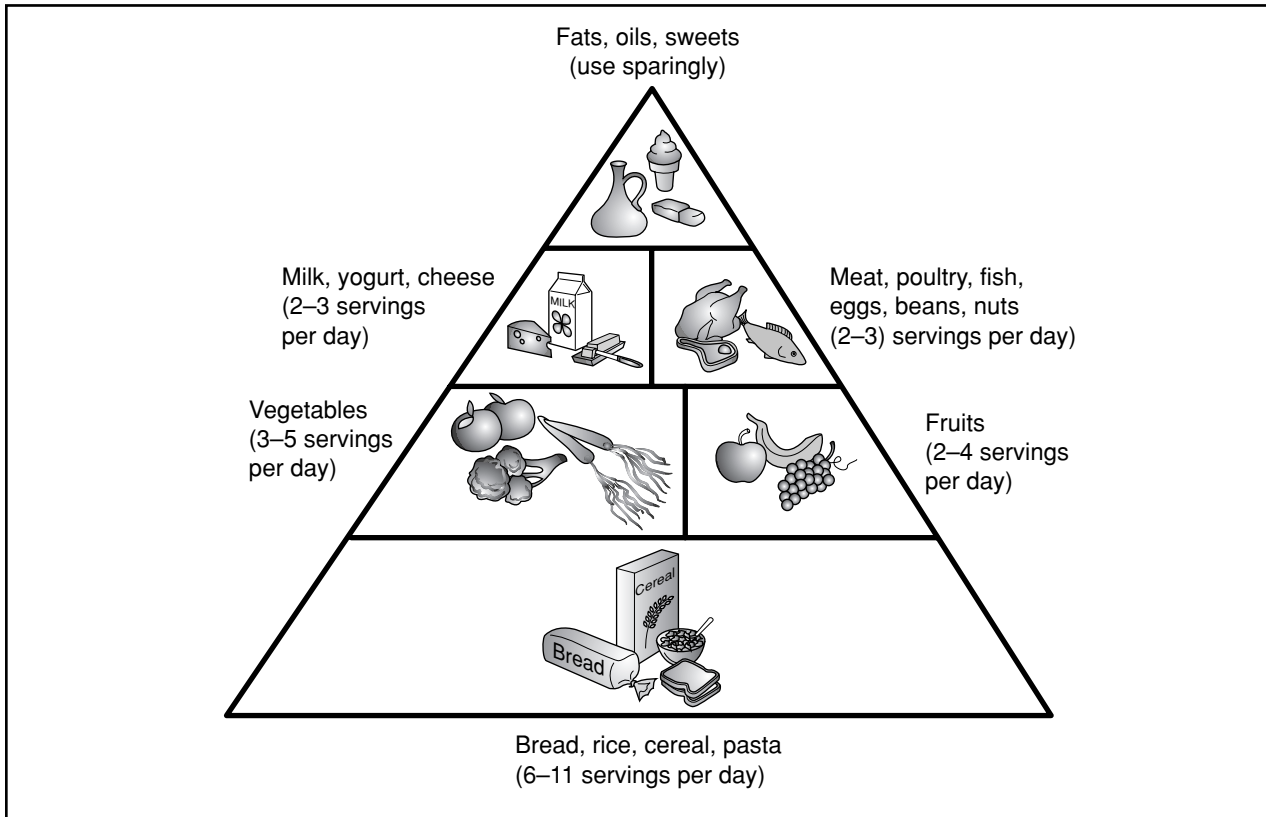 Fats, oils, sweets
(use sparingly)
Milk, yogurt, cheese
(2–3 servings
per day)
MILK
Meat, poultry, fish,
eggs, beans, nuts
(2–3) servings per day)
Vegetables
(3–5 servings
per day)
Fruits
(2–4 servings
per day)
Cereal
Bread
Bread, rice, cereal, pasta
(6–11 servings per day)